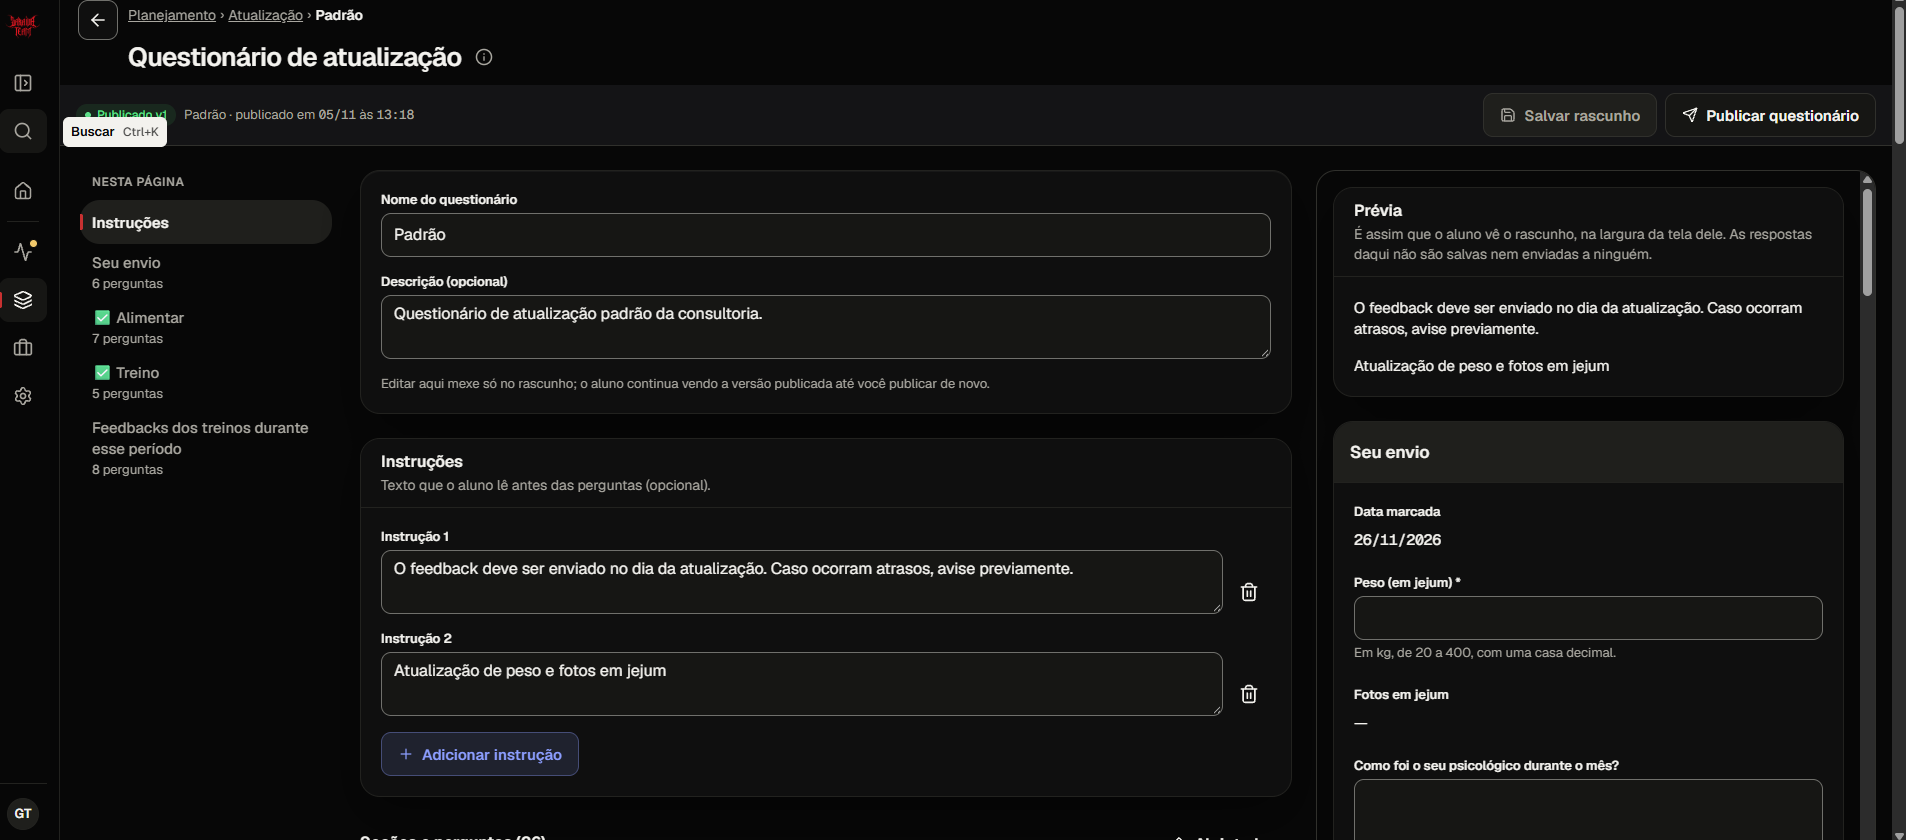 Planejamento › Atualização › Padrão
Questionário de atualização
Publicado v1
Padrão · publicado em 05/11 às 13:18
Salvar rascunho
Publicar questionário
Buscar Ctrl+K
NESTA PÁGINA
Instruções
Seu envio
6 perguntas
✅ Alimentar
7 perguntas
✅ Treino
5 perguntas
Feedbacks dos treinos durante
esse período
8 perguntas
GT
Nome do questionário
Padrão
Descrição (opcional)
Questionário de atualização padrão da consultoria.
Editar aqui mexe só no rascunho; o aluno continua vendo a versão publicada até você publicar de novo.
Instruções
Texto que o aluno lê antes das perguntas (opcional).
Instrução 1
O feedback deve ser enviado no dia da atualização. Caso ocorram atrasos, avise previamente.
Instrução 2
Atualização de peso e fotos em jejum
+ Adicionar instrução
Prévia
É assim que o aluno vê o rascunho, na largura da tela dele. As respostas
daqui não são salvas nem enviadas a ninguém.
O feedback deve ser enviado no dia da atualização. Caso ocorram
atrasos, avise previamente.
Atualização de peso e fotos em jejum
Seu envio
Data marcada
26/11/2026
Peso (em jejum) *
Em kg, de 20 a 400, com uma casa decimal.
Fotos em jejum
—
Como foi o seu psicológico durante o mês?